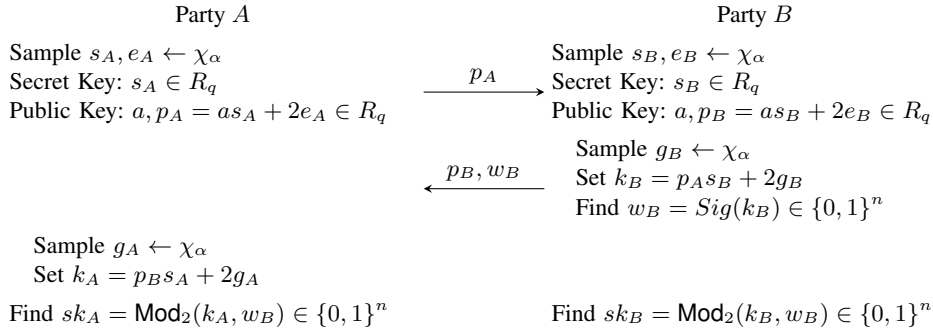 Party A Party B
Sample s_A, e_A ← χ_α Sample s_B, e_B ← χ_α
Secret Key: s_A ∈ R_q p_A Secret Key: s_B ∈ R_q
Public Key: a, p_A = as_A + 2e_A ∈ R_q Public Key: a, p_B = as_B + 2e_B ∈ R_q
Sample g_B ← χ_α
p_B, w_B Set k_B = p_A s_B + 2g_B
Find w_B = Sig(k_B) ∈ {0, 1}^n
Sample g_A ← χ_α
Set k_A = p_B s_A + 2g_A
Find sk_A = Mod_2(k_A, w_B) ∈ {0, 1}^n Find sk_B = Mod_2(k_B, w_B) ∈ {0, 1}^n